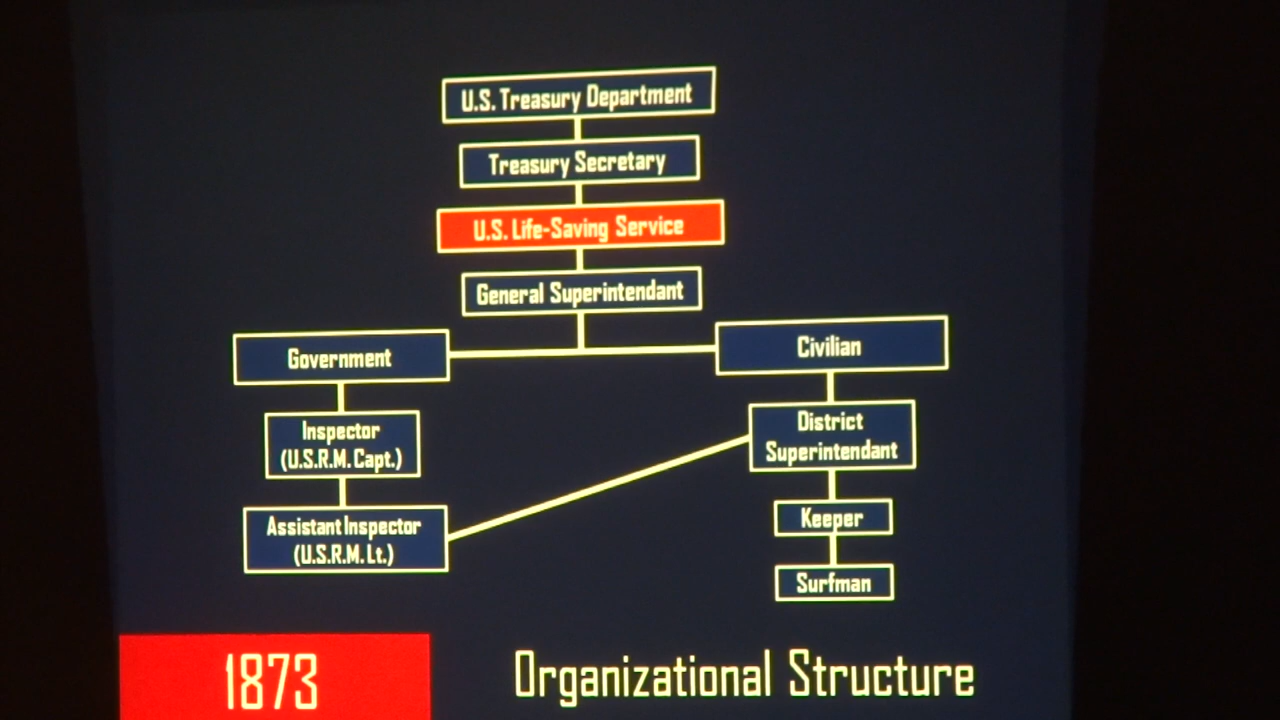 U.S. Treasury Department
Treasury Secretary
U.S. Life-Saving Service
General Superintendant
Government
Civilian
Inspector
(U.S.R.M. Capt.)
District
Superintendant
Assistant Inspector
(U.S.R.M. Lt.)
Keeper
Surfman
1873
Organizational Structure